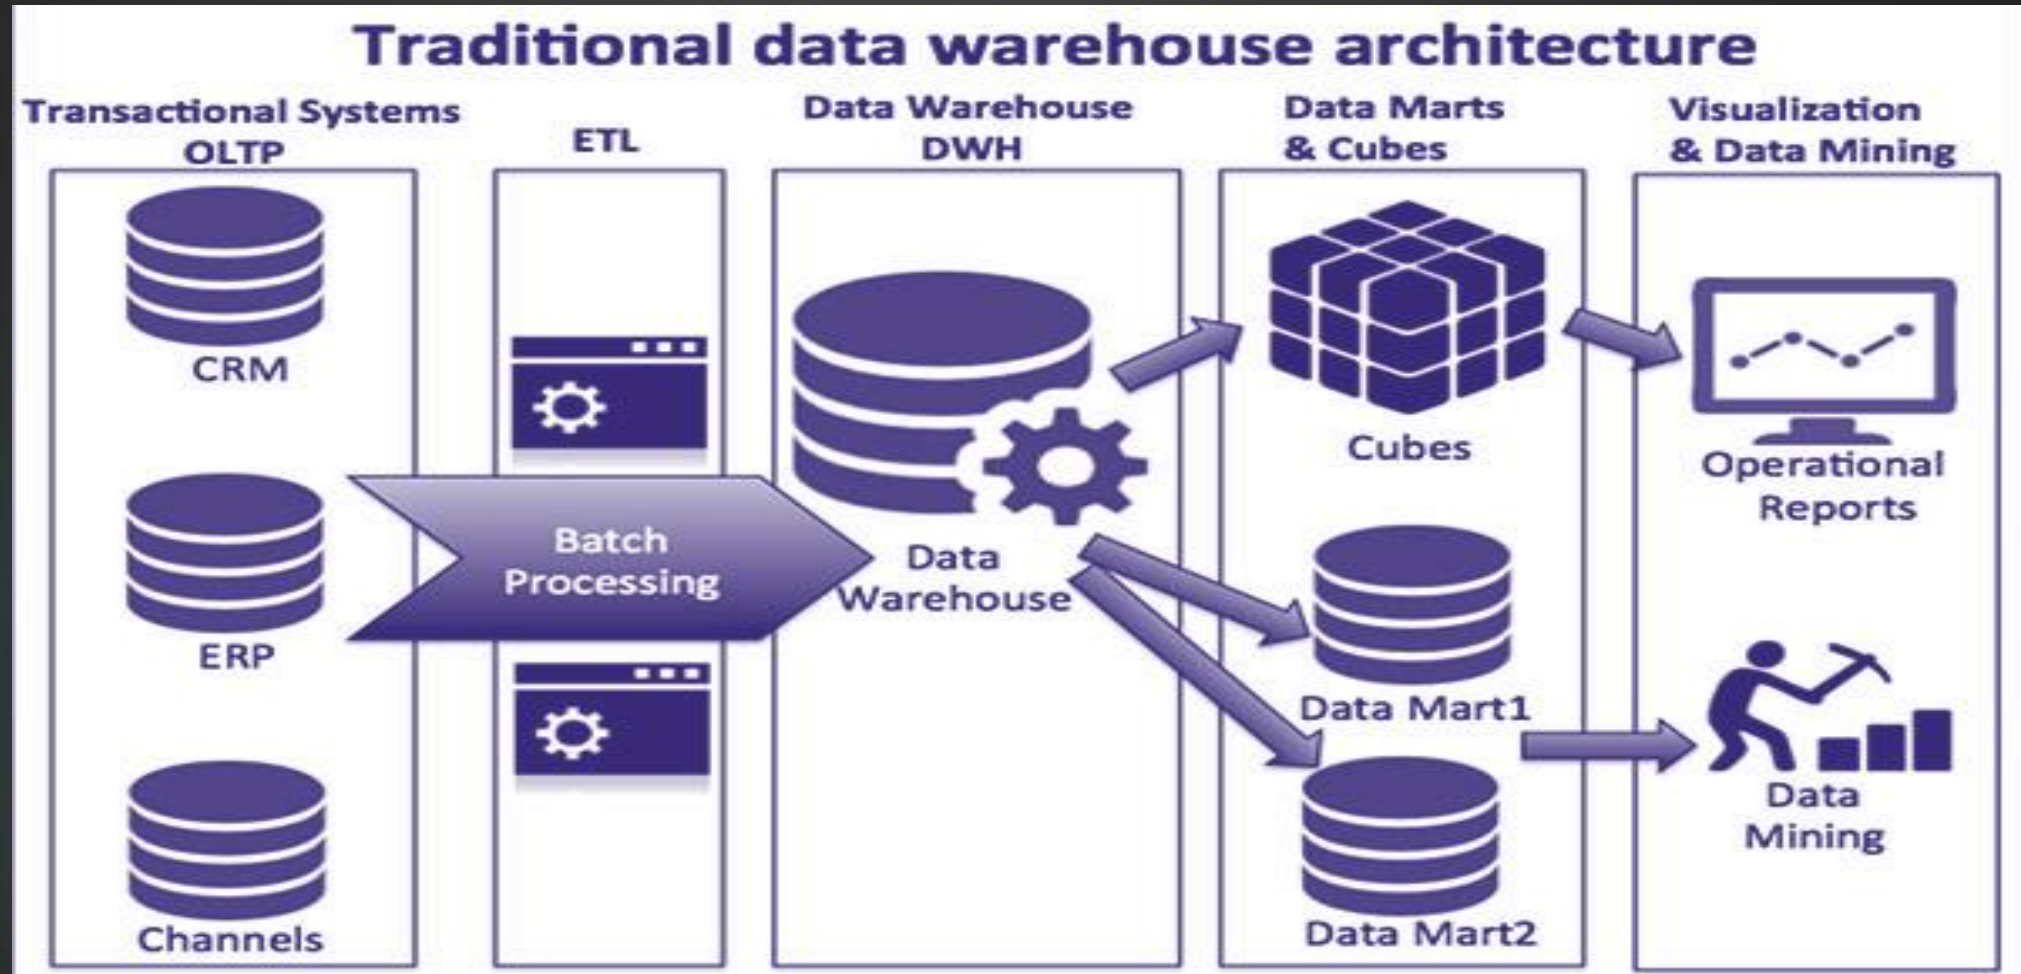 Traditional data warehouse architecture
Transactional Systems
OLTP
ETL
Data Warehouse
DWH
Data Marts
& Cubes
Visualization
& Data Mining
CRM
ERP
Channels
Batch
Processing
Data
Warehouse
Cubes
Data Mart1
Data Mart2
Operational
Reports
Data
Mining